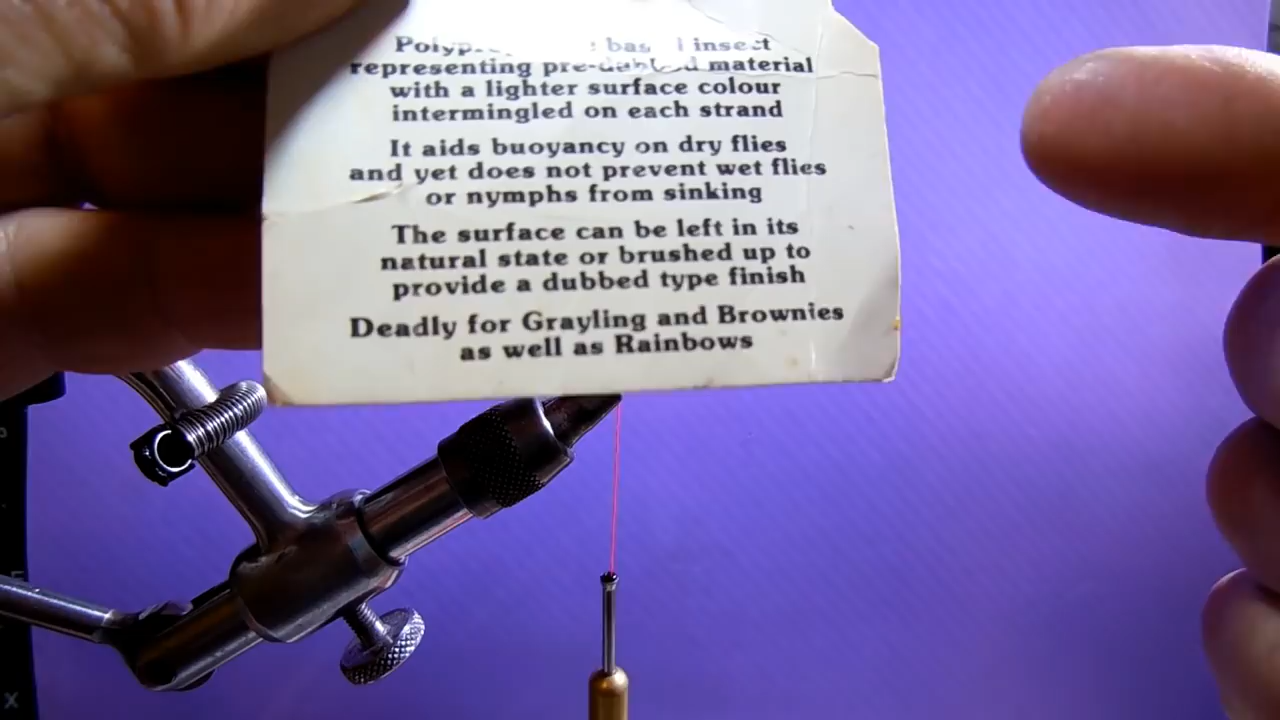 insect
representing material
with a lighter surface colour
intermingled on each strand
It aids buoyancy on dry flies
and yet does not prevent wet flies
or nymphs from sinking
The surface can be left in its
natural state or brushed up to
provide a dubbed type finish
Deadly for Grayling and Brownies
as well as Rainbows
X